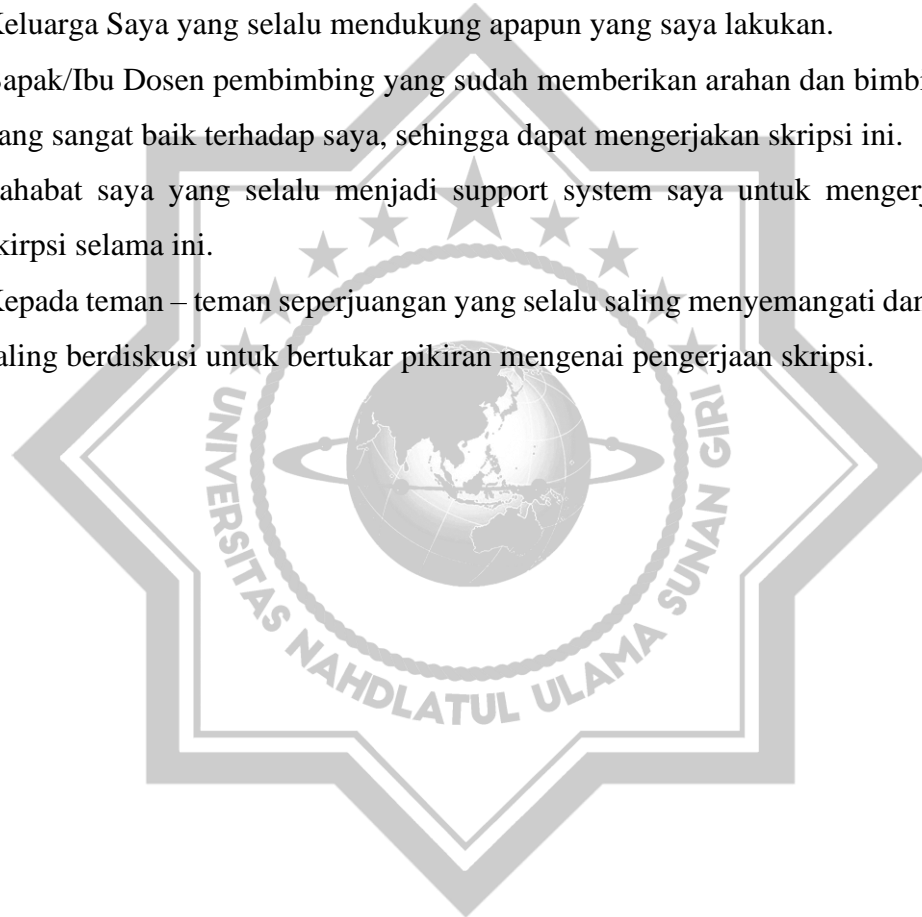 Keluarga Saya yang selalu mendukung apapun yang saya lakukan.
apak/Ibu Dosen pembimbing yang sudah memberikan arahan dan bimb
ang sangat baik terhadap saya, sehingga dapat mengerjakan skripsi ini.
ahabat saya yang selalu menjadi support system saya untuk mengerj
kirpsi selama ini.
Kepada teman – teman seperjuangan yang selalu saling menyemangati dan
aling berdiskusi untuk bertukar pikiran mengenai pengerjaan skripsi.
UNIVERSITAS NAHDLATUL ULAMA SUNAN GIRI